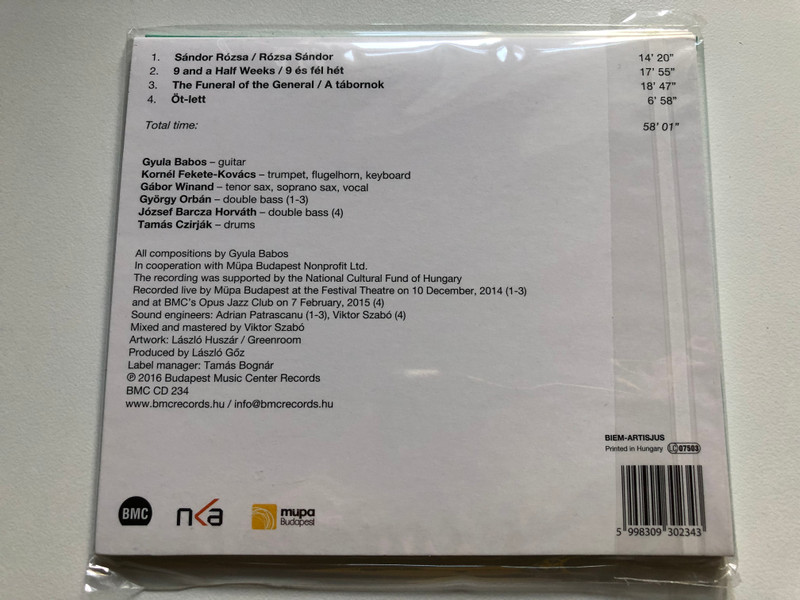 1. Sándor Rózsa / Rózsa Sándor 14' 20"
2. 9 and a Half Weeks / 9 és fél hét 17' 55"
3. The Funeral of the General / A tábornok 18' 47"
4. Öt-lett 6' 58"
Total time: 58' 01"
Gyula Babos – guitar
Kornél Fekete-Kovács – trumpet, flugelhorn, keyboard
Gábor Winand – tenor sax, soprano sax, vocal
György Orbán – double bass (1-3)
József Barcza Horváth – double bass (4)
Tamás Czirják – drums
All compositions by Gyula Babos
In cooperation with Müpa Budapest Nonprofit Ltd.
The recording was supported by the National Cultural Fund of Hungary
Recorded live by Müpa Budapest at the Festival Theatre on 10 December, 2014 (1-3)
and at BMC's Opus Jazz Club on 7 February, 2015 (4)
Sound engineers: Adrian Patrascanu (1-3), Viktor Szabó (4)
Mixed and mastered by Viktor Szabó
Artwork: László Huszár / Greenroom
Produced by László Gőz
Label manager: Tamás Bognár
℗ 2016 Budapest Music Center Records
BMC CD 234
www.bmcrecords.hu / info@bmcrecords.hu
BIEM-ARTISJUS
Printed in Hungary LC 07503
BMC
nka
mupa
Budapest
5 998309 302343